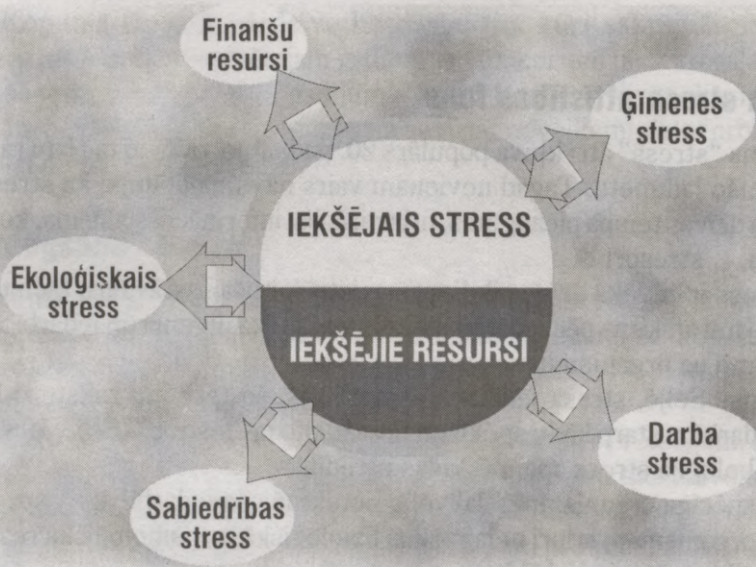 Finanšu
resursi
Ģimenes
stress
IEKŠĒJAIS STRESS
Ekoloģiskais
stress
IEKŠĒJIE RESURSI
Darba
stress
Sabiedrības
stress